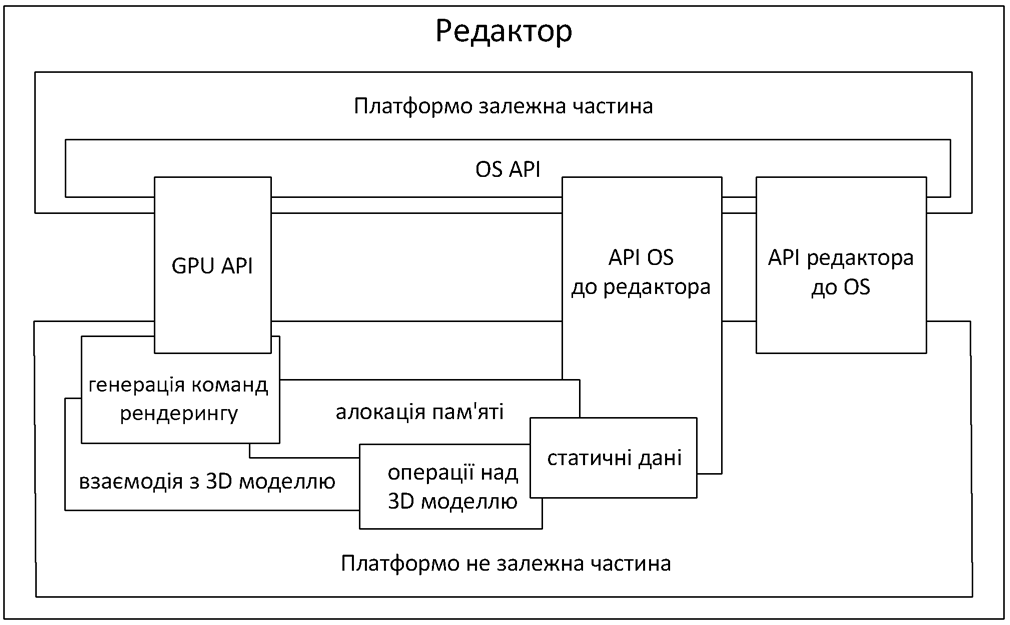 Редактор
Платформо залежна частина
OS API
GPU API
API OS
до редактора
API редактора
до OS
генерація команд
рендерингу
алокація пам'яті
статичні дані
взаємодія з 3D моделлю
операції над
3D моделлю
Платформо не залежна частина